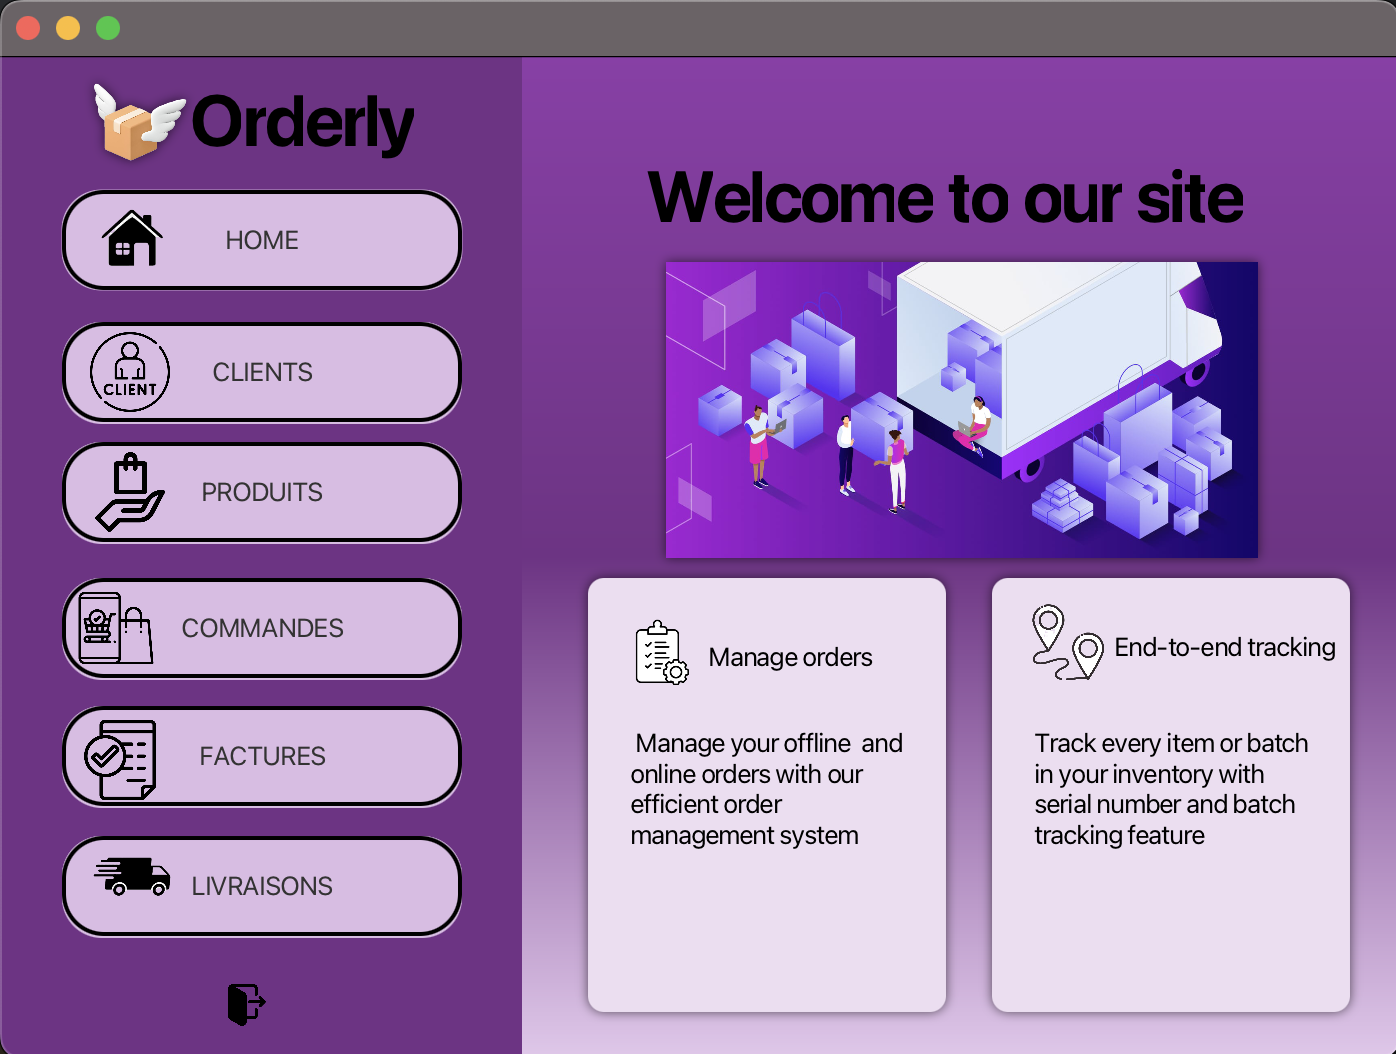 Orderly
HOME
CLIENT
CLIENTS
PRODUITS
COMMANDES
FACTURES
LIVRAISONS
Welcome to our site
Manage orders
Manage your offline  and
online orders with our
efficient order
management system
End-to-end tracking
Track every item or batch
in your inventory with
serial number and batch
tracking feature